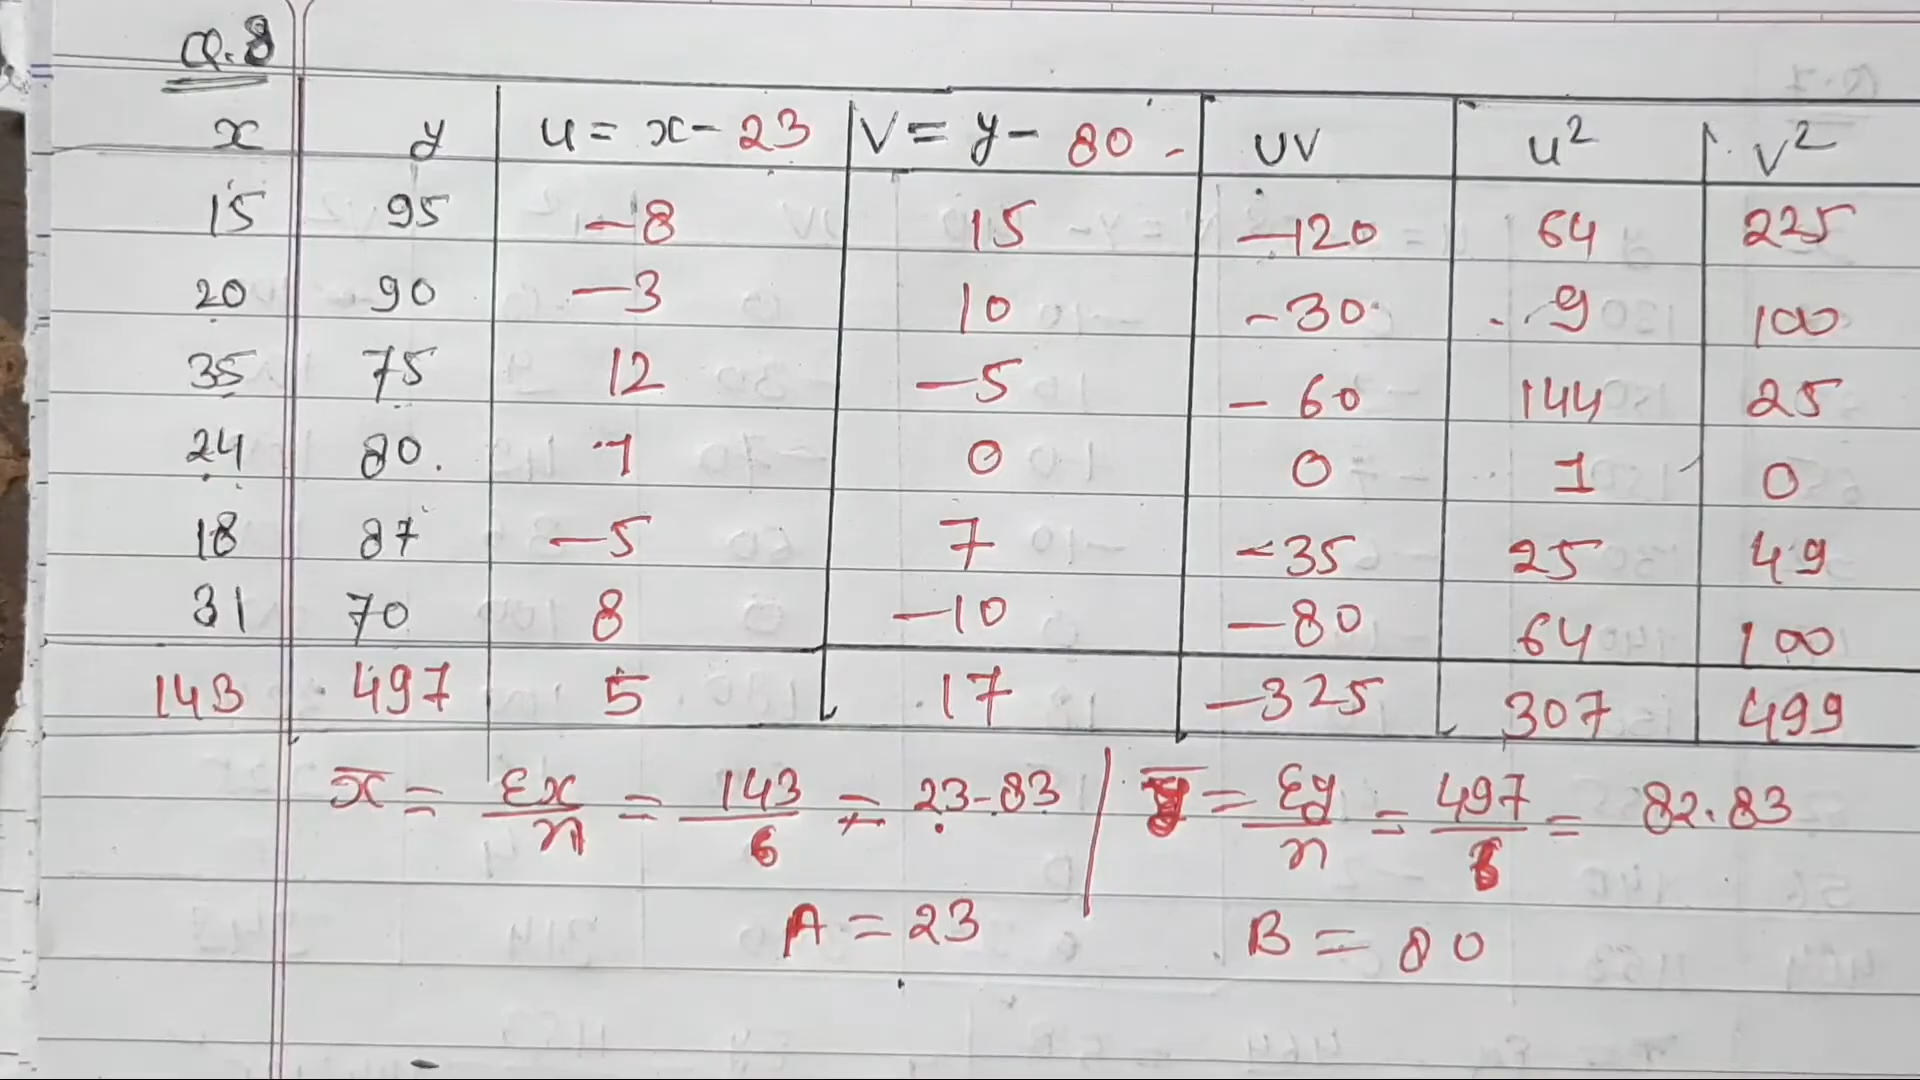 Q.8
x y u = x - 23 V = y - 80 - UV u² v²
15 95 -8 15 -120 64 225
20 90 -3 10 -30 9 100
35 75 12 -5 -60 144 25
24 80. 1 0 0 1 0
18 87 -5 7 -35 25 49
31 70 8 -10 -80 64 100
143 497 5 17 -325 307 499
x̄ = Σx/n = 143/6 = 23.83 | ȳ = Σy/n = 497/6 = 82.83
A = 23 B = 80